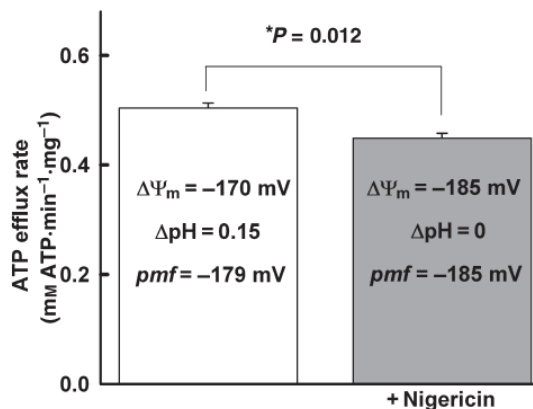 *P = 0.012
0.6
0.4
0.2
0.0
ATP efflux rate
(mM ATP·min⁻¹·mg⁻¹)
ΔΨm = –170 mV
ΔpH = 0.15
pmf = –179 mV
ΔΨm = –185 mV
ΔpH = 0
pmf = –185 mV
+ Nigericin